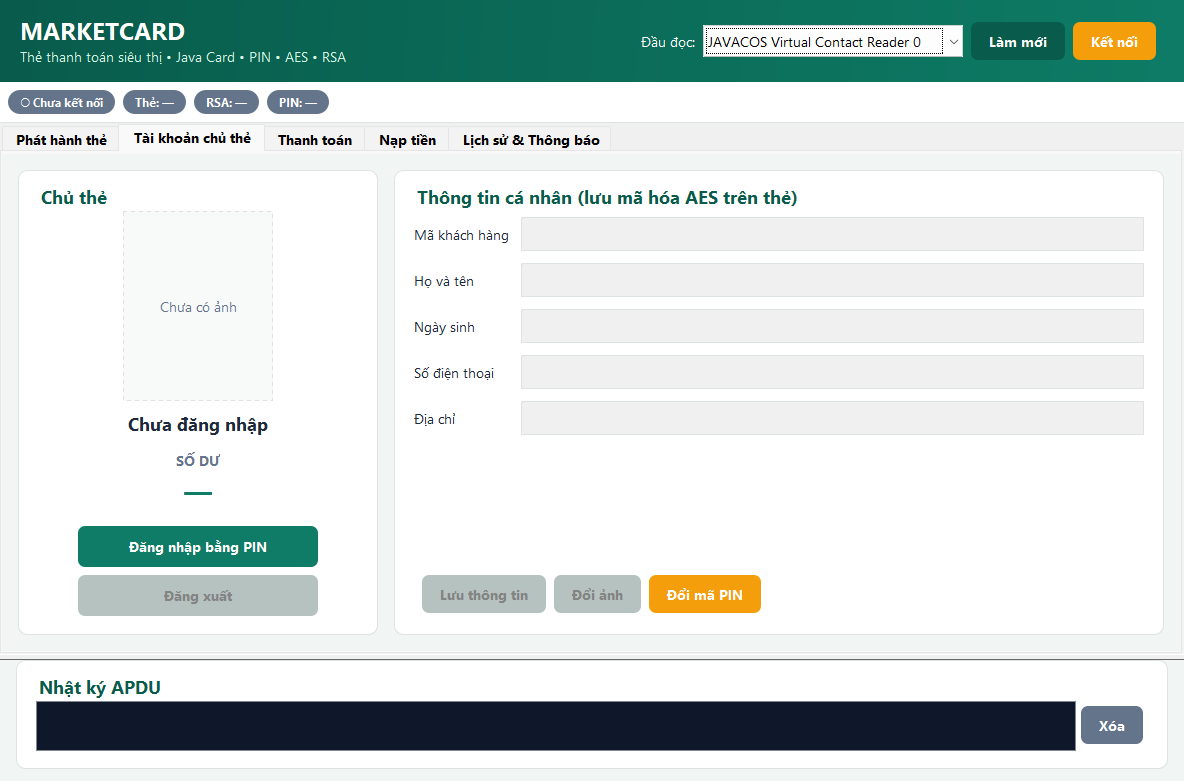 MARKETCARD
Thẻ thanh toán siêu thị • Java Card • PIN • AES • RSA
Đầu đọc: JAVACOS Virtual Contact Reader 0 Làm mới Kết nối
○ Chưa kết nối Thẻ: — RSA: — PIN: —
Phát hành thẻ Tài khoản chủ thẻ Thanh toán Nạp tiền Lịch sử & Thông báo
Chủ thẻ
Chưa có ảnh
Chưa đăng nhập
SỐ DƯ
—
Đăng nhập bằng PIN
Đăng xuất
Thông tin cá nhân (lưu mã hóa AES trên thẻ)
Mã khách hàng
Họ và tên
Ngày sinh
Số điện thoại
Địa chỉ
Lưu thông tin Đổi ảnh Đổi mã PIN
Nhật ký APDU
Xóa